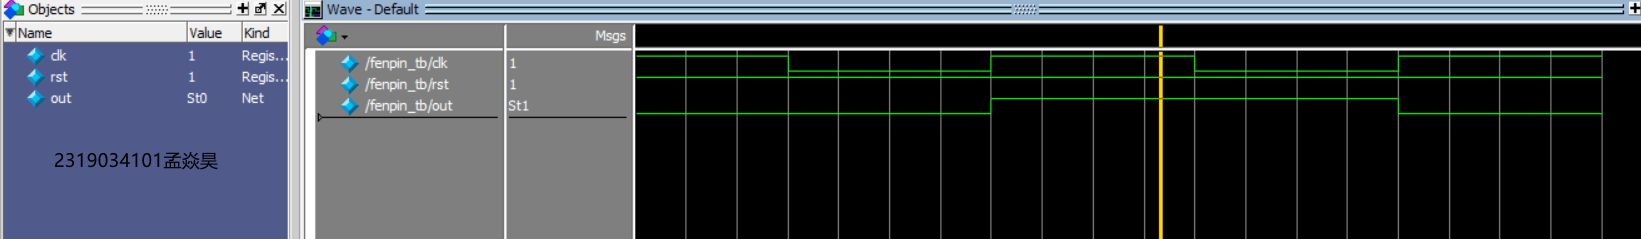 Objects
Name Value Kind
clk 1 Regis...
rst 1 Regis...
out St0 Net
2319034101孟焱昊
Wave - Default
Msgs
/fenpin_tb/clk 1
/fenpin_tb/rst 1
/fenpin_tb/out St1